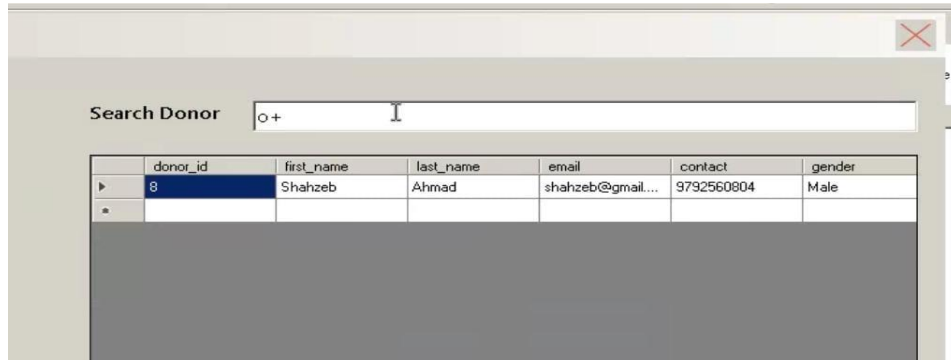 Search Donor o+
donor_id first_name last_name email contact gender
8 Shahzeb Ahmad shahzeb@gmail.... 9792560804 Male